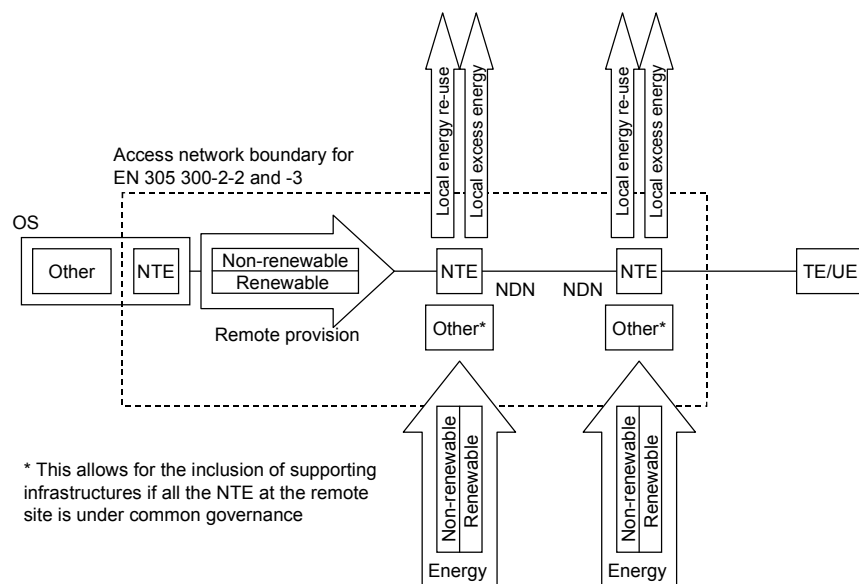 Local energy re-use
Local excess energy
Local energy re-use
Local excess energy
Access network boundary for
EN 305 300-2-2 and -3
OS
Other
NTE
Non-renewable
Renewable
Remote provision
NTE
NDN
NDN
NTE
TE/UE
Other*
Other*
* This allows for the inclusion of supporting
infrastructures if all the NTE at the remote
site is under common governance
Non-renewable
Renewable
Energy
Non-renewable
Renewable
Energy